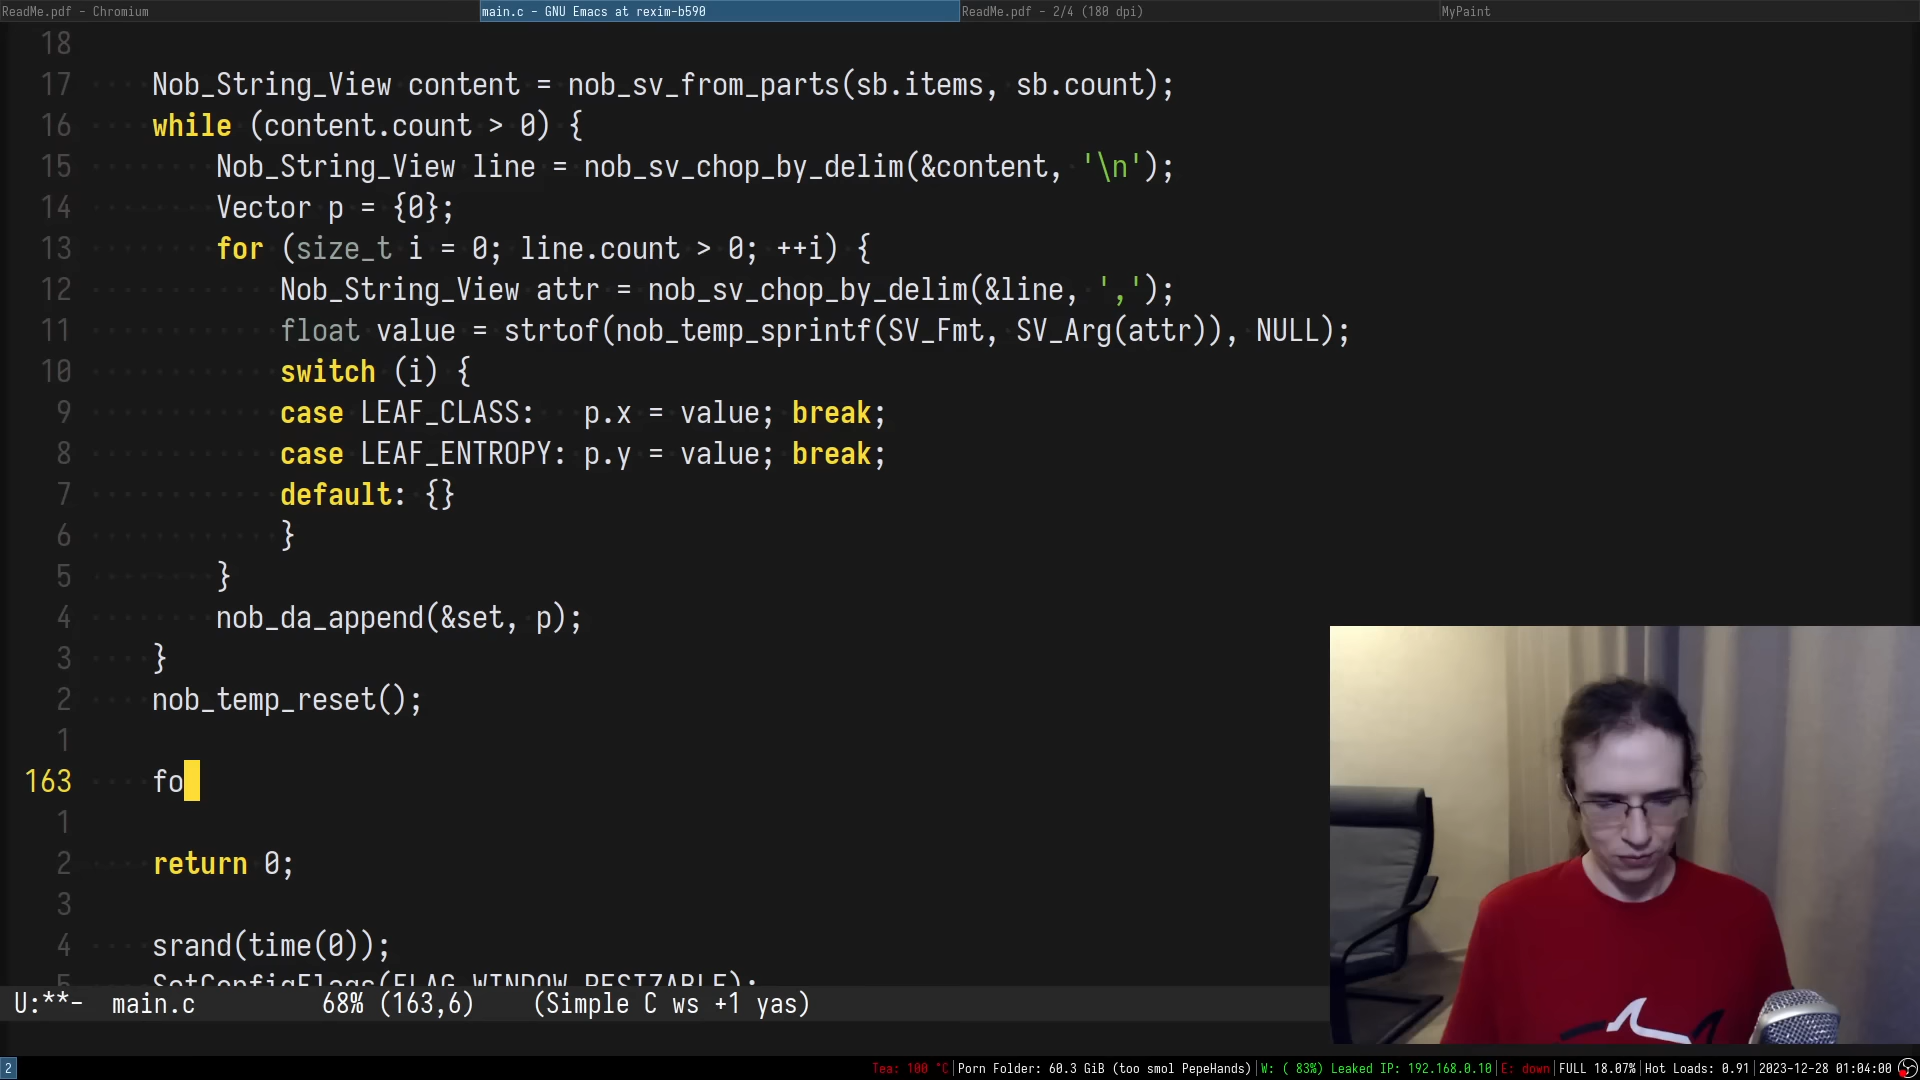 ReadMe.pdf - Chromium main.c - GNU Emacs at rexim-b590 ReadMe.pdf - 2/4 (180 dpi) MyPaint
18
17 Nob_String_View content = nob_sv_from_parts(sb.items, sb.count);
16 while (content.count > 0) {
15 Nob_String_View line = nob_sv_chop_by_delim(&content, '\n');
14 Vector p = {0};
13 for (size_t i = 0; line.count > 0; ++i) {
12 Nob_String_View attr = nob_sv_chop_by_delim(&line, ',');
11 float value = strtof(nob_temp_sprintf(SV_Fmt, SV_Arg(attr)), NULL);
10 switch (i) {
9 case LEAF_CLASS:   p.x = value; break;
8 case LEAF_ENTROPY: p.y = value; break;
7 default: {}
6 }
5 }
4 nob_da_append(&set, p);
3 }
2 nob_temp_reset();
1
163 fo
1
2 return 0;
3
4 srand(time(0));
5 SetConfigFlags(FLAG_WINDOW_RESIZABLE);
U:**- main.c 68% (163,6) (Simple C ws +1 yas)
2 Tea: 100 °C|Porn Folder: 60.3 GiB (too smol PepeHands)|W: ( 83%) Leaked IP: 192.168.0.10|E: down|FULL 18.07%|Hot Loads: 0.91|2023-12-28 01:04:00